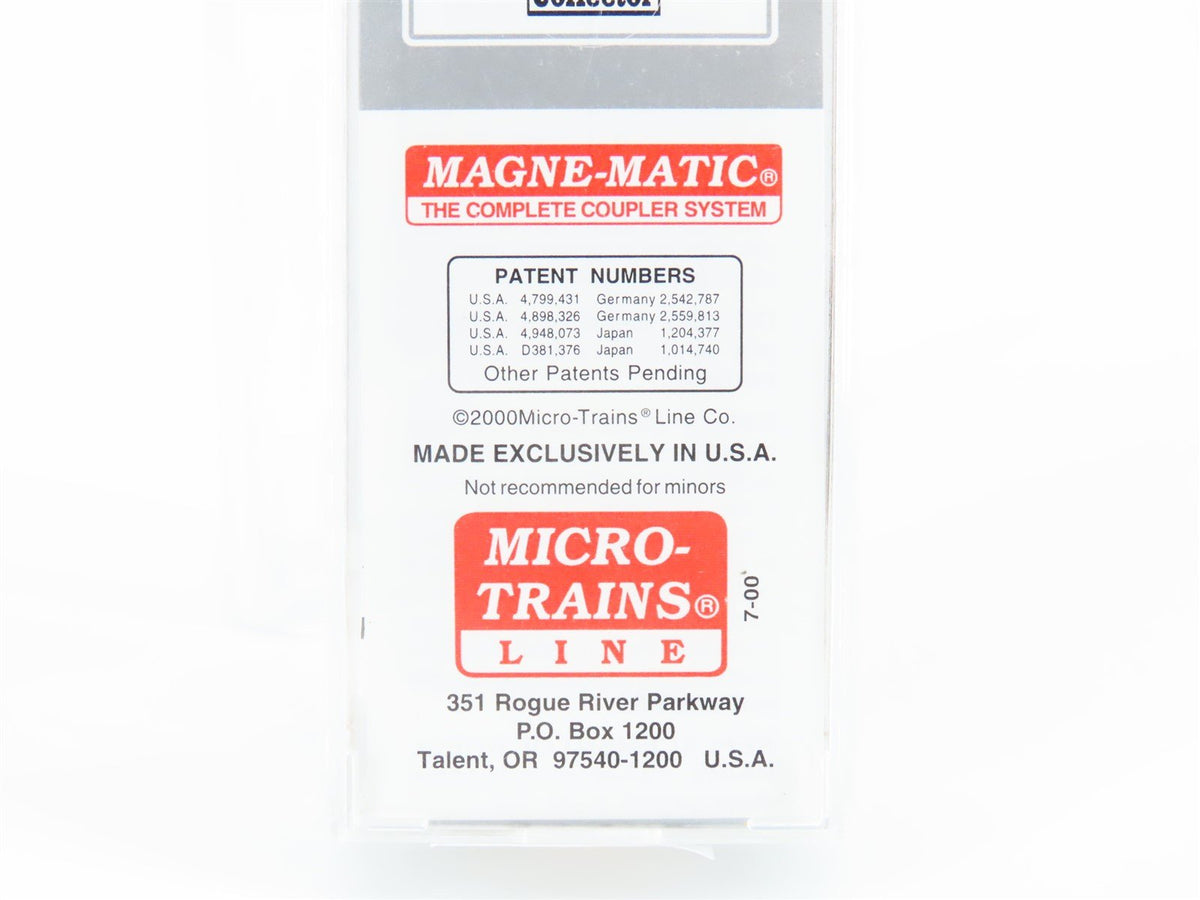 Collector
MAGNE-MATIC®
THE COMPLETE COUPLER SYSTEM
PATENT NUMBERS
U.S.A. 4,799,431 Germany 2,542,787
U.S.A. 4,898,326 Germany 2,559,813
U.S.A. 4,948,073 Japan 1,204,377
U.S.A. D381,376 Japan 1,014,740
Other Patents Pending
©2000Micro-Trains® Line Co.
MADE EXCLUSIVELY IN U.S.A.
Not recommended for minors
MICRO-
TRAINS®
LINE
7-00
351 Rogue River Parkway
P.O. Box 1200
Talent, OR 97540-1200 U.S.A.